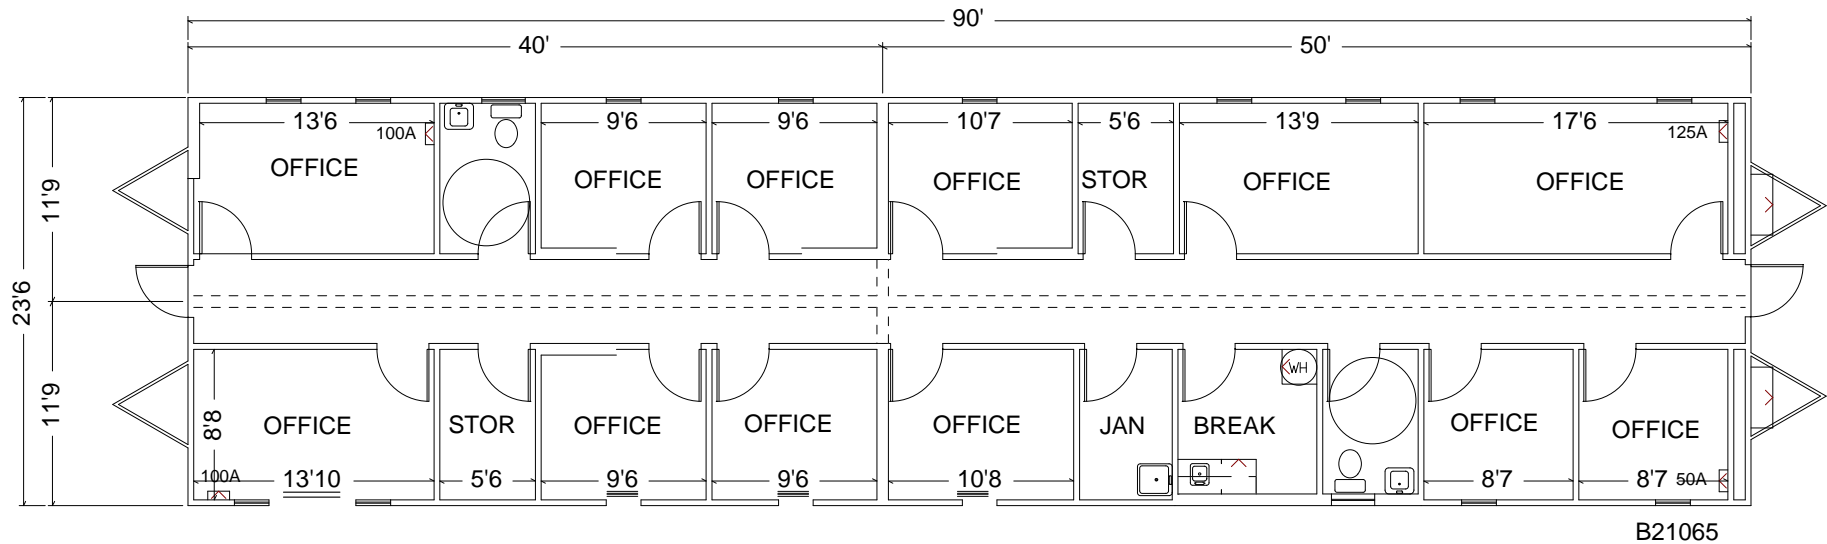 90'
40' 50'
13'6 9'6 9'6 10'7 5'6 13'9 17'6
100A 125A
OFFICE OFFICE OFFICE OFFICE STOR OFFICE OFFICE
11'9
23'6
11'9
8'8
WH
OFFICE STOR OFFICE OFFICE OFFICE JAN BREAK OFFICE OFFICE
100A 13'10 5'6 9'6 9'6 10'8 8'7 8'7 50A
B21065